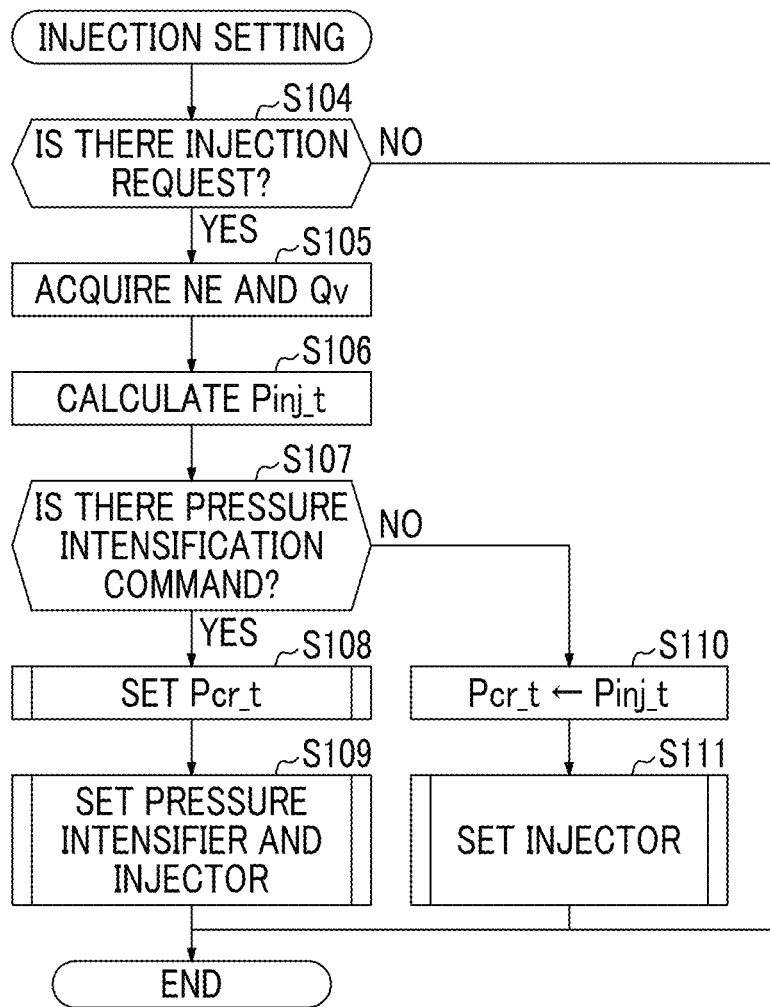 INJECTION SETTING
S104
IS THERE INJECTION
REQUEST?
NO
YES
S105
ACQUIRE NE AND Qv
S106
CALCULATE Pinj_t
S107
IS THERE PRESSURE
INTENSIFICATION
COMMAND?
NO
YES
S108
SET Pcr_t
S110
Pcr_t ← Pinj_t
S109
SET PRESSURE
INTENSIFIER AND
INJECTOR
S111
SET INJECTOR
END